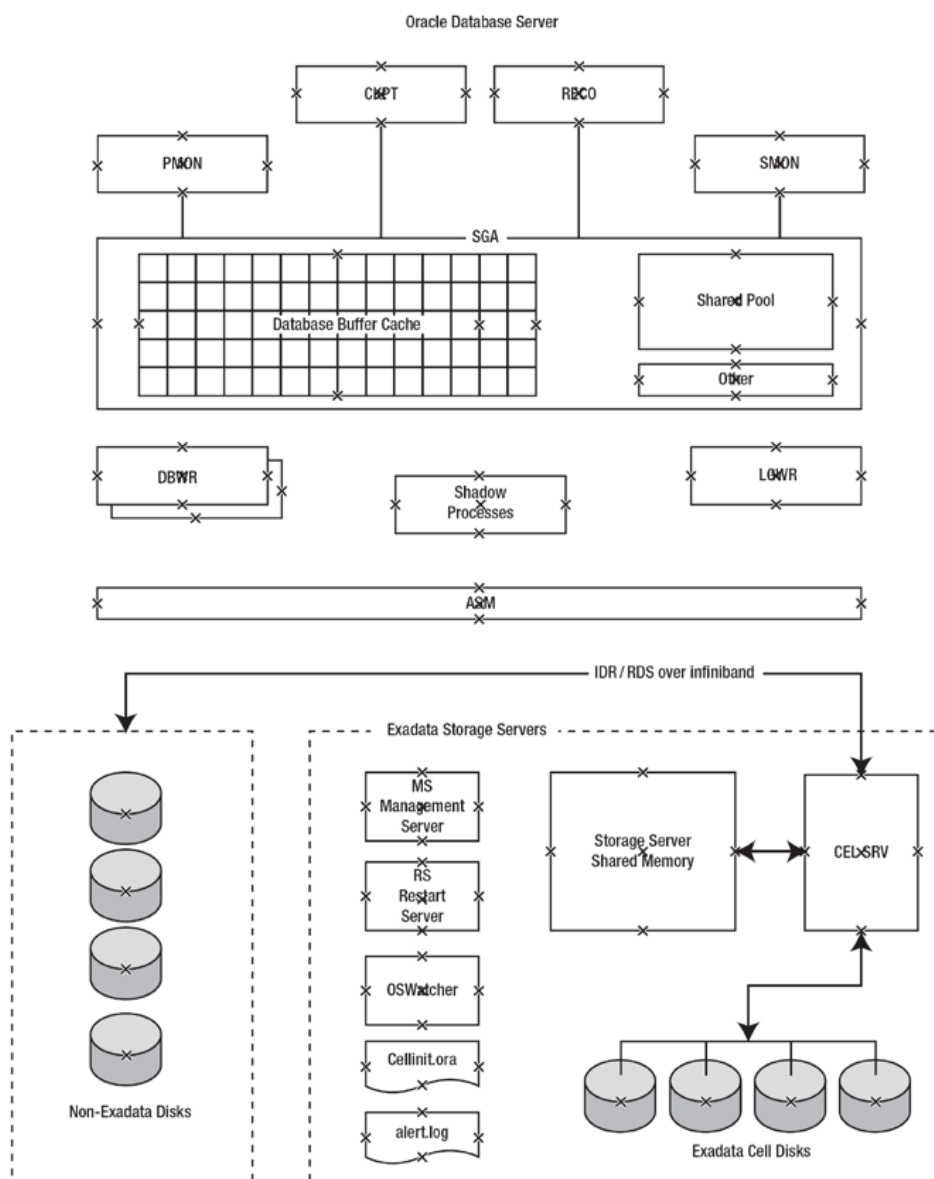 Oracle Database Server
CKPT
RECO
PMON
SMON
SGA
Database Buffer Cache
Shared Pool
Other
DBWR
Shadow
Processes
LGWR
ASM
IDR / RDS over infiniband
Exadata Storage Servers
MS
Management
Server
RS
Restart
Server
OSWatcher
Cellinit.ora
alert.log
Storage Server
Shared Memory
CELLSRV
Non-Exadata Disks
Exadata Cell Disks